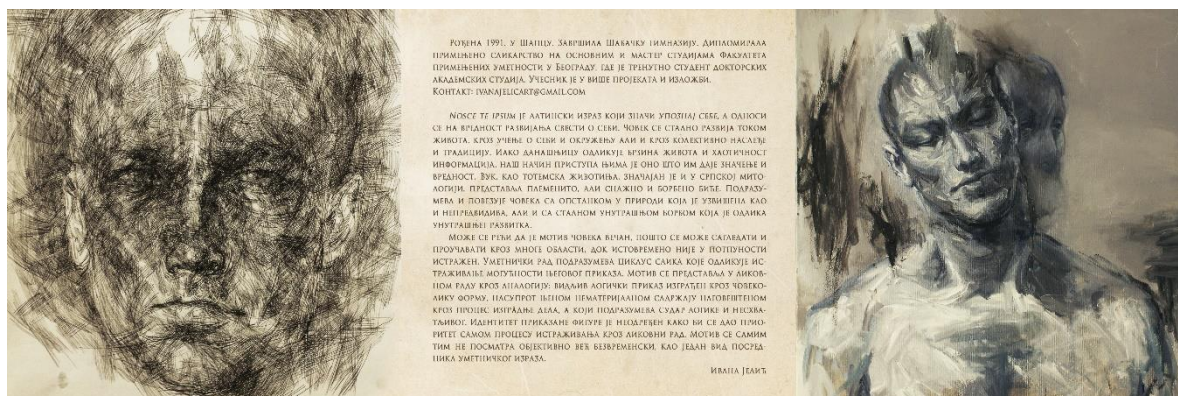 Рођена 1991. у Шапцу. Завршила Шабачку гимназију. Дипломирала
примењено сликарство на основним и мастер студијама Факултета
примењених уметности у Београду, где је тренутно студент докторских
академских студија. Учесник је у више пројеката и изложби.
Контакт: ivanajelicart@gmail.com
Nosce te ipsum је латински израз који значи упознај себе, а односи
се на вредност развијања свести о себи. Човек се стално развија током
живота, кроз учење о себи и окружењу али и кроз колективно наслеђе
и традицију. Иако данашњицу одликује брзина живота и хаотичност
информација, наш начин приступа њима је оно што им даје значење и
вредност. Вук, као тотемска животиња, значајан је и у српској мито-
логији, представља племенито, али снажно и борбено биће. Подразу-
мева и повезује човека са опстанком у природи која је узвишена као
и непредвидива, али и са сталном унутрашњом борбом која је одлика
унутрашњег развитка.
Може се рећи да је мотив човека вечан, пошто се може сагледати и
проучавати кроз многе области, док истовремено није у потпуности
истражен. Уметнички рад подразумева циклус слика које одликује ис-
траживање могућности његовог приказа. Мотив се представља у ликов-
ном раду кроз аналогију: видљив логички приказ изграђен кроз човеко-
лику форму, насупрот њеном нематеријалном садржају наговештеном
кроз процес изградње дела, а који подразумева судар логике и несхва-
тљивог. Идентитет приказане фигуре је неодређен како би се дао прио-
ритет самом процесу истраживања кроз ликовни рад. Мотив се самим
тим не посматра објективно већ безвременски, као један вид посред-
ника уметничког израза.
Ивана Јелић